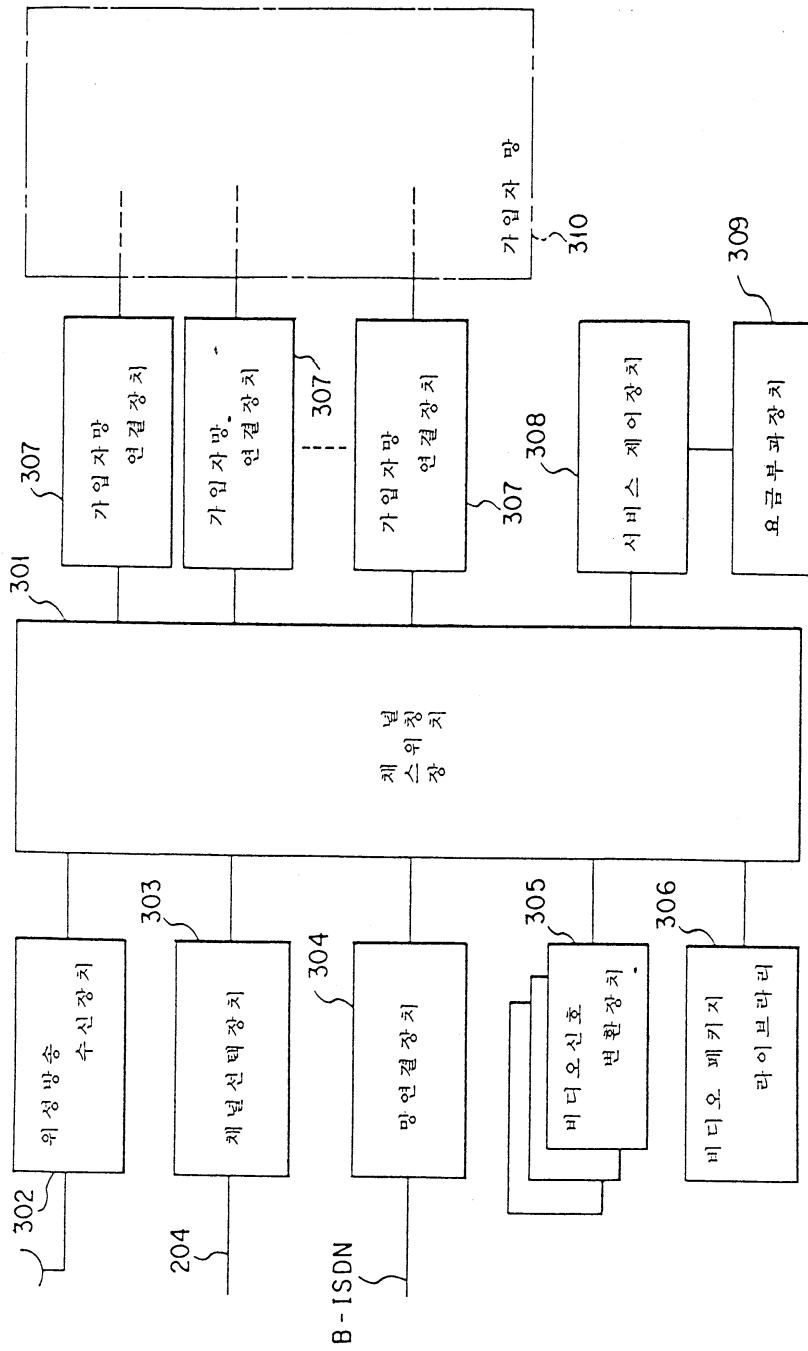 302
위성방송
수신장치
204
303
채널선택장치
B-ISDN
304
망연결장치
305
비디오신호
변환장치
306
비디오 패키지
라이브러리
301
채널
스위칭
장치
307
가입자망
연결장치
가입자망
연결장치
307
가입자망
연결장치
307
308
서비스 제어장치
309
요금부과장치
가입자 망
310